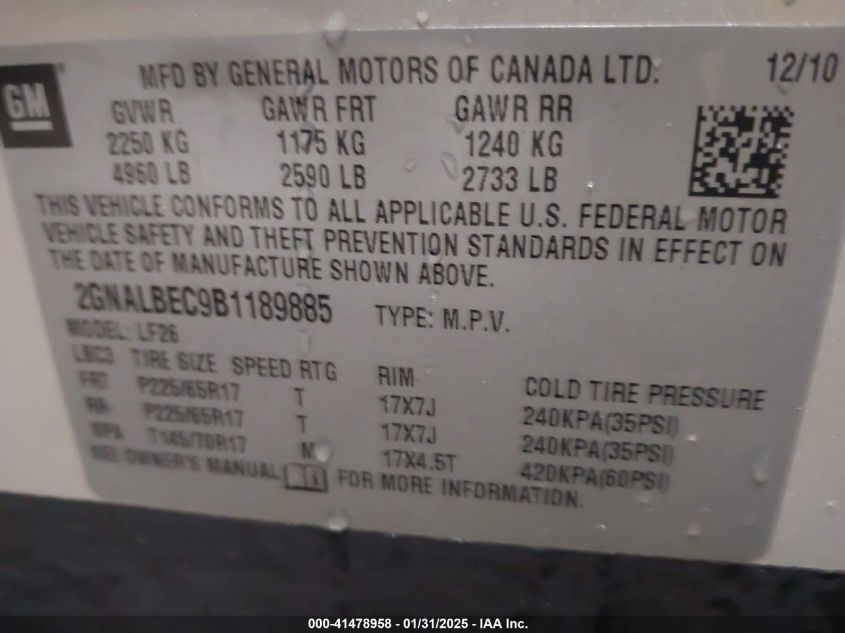 GM
MFD BY GENERAL MOTORS OF CANADA LTD. 12/10
GVWR GAWR FRT GAWR RR
2250 KG 1175 KG 1240 KG
4960 LB 2590 LB 2733 LB
THIS VEHICLE CONFORMS TO ALL APPLICABLE U.S. FEDERAL MOTOR
VEHICLE SAFETY AND THEFT PREVENTION STANDARDS IN EFFECT ON
THE DATE OF MANUFACTURE SHOWN ABOVE.
2GNALBEC9B1189885 TYPE: M.P.V.
MODEL: LF26
LBC3 TIRE SIZE SPEED RTG RIM COLD TIRE PRESSURE
FRT P225/65R17 T 17X7J 240KPA(35PSI)
RR P225/65R17 T 17X7J 240KPA(35PSI)
SPA T145/70R17 M 17X4.5T 420KPA(60PSI)
SEE OWNER'S MANUAL FOR MORE INFORMATION.
000-41478958 - 01/31/2025 - IAA Inc.